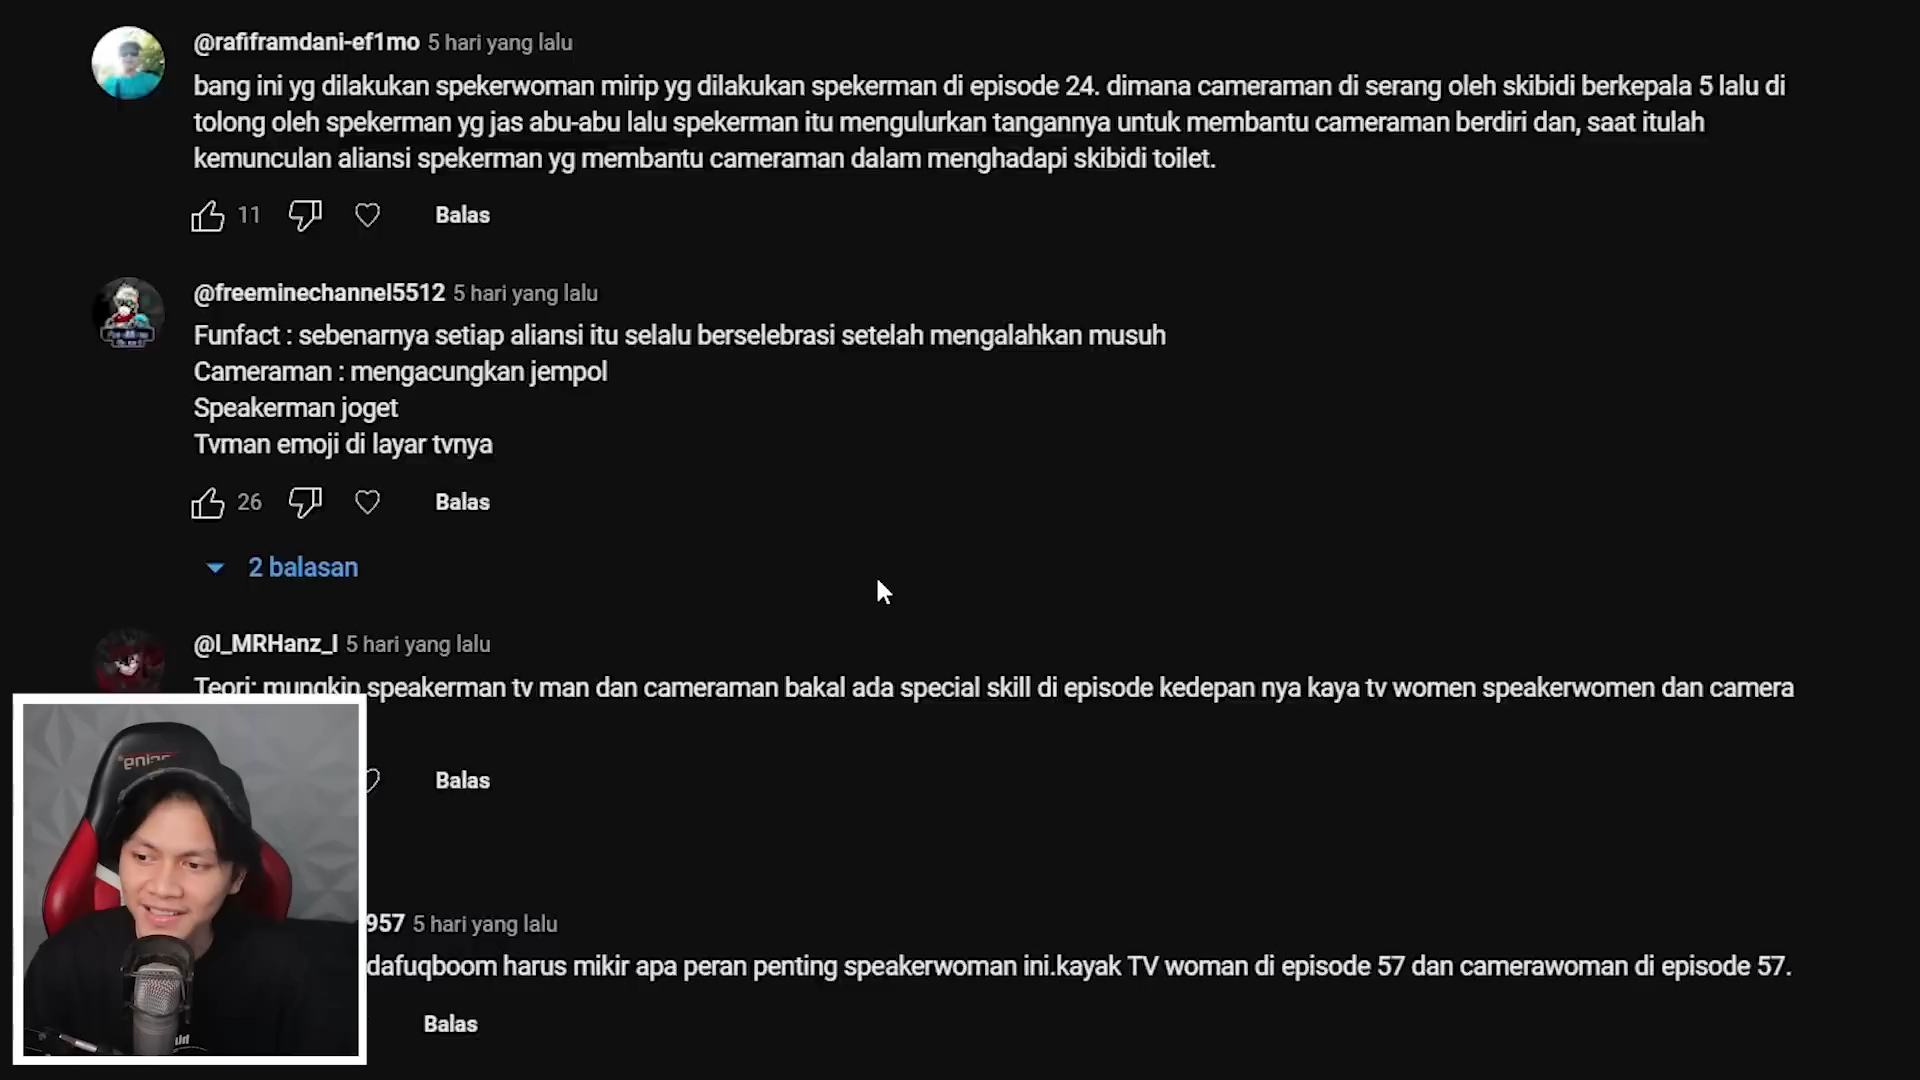 @rafiframdani-ef1mo 5 hari yang lalu
bang ini yg dilakukan spekerwoman mirip yg dilakukan spekerman di episode 24. dimana cameraman di serang oleh skibidi berkepala 5 lalu di
tolong oleh spekerman yg jas abu-abu lalu spekerman itu mengulurkan tangannya untuk membantu cameraman berdiri dan, saat itulah
kemunculan aliansi spekerman yg membantu cameraman dalam menghadapi skibidi toilet.
11 Balas
@freeminechannel5512 5 hari yang lalu
Funfact : sebenarnya setiap aliansi itu selalu berselebrasi setelah mengalahkan musuh
Cameraman : mengacungkan jempol
Speakerman joget
Tvman emoji di layar tvnya
26 Balas
2 balasan
@I_MRHanz_I 5 hari yang lalu
Teori: mungkin speakerman tv man dan cameraman bakal ada special skill di episode kedepan nya kaya tv women speakerwomen dan camera
Balas
957 5 hari yang lalu
dafuqboom harus mikir apa peran penting speakerwoman ini.kayak TV woman di episode 57 dan camerawoman di episode 57.
Balas